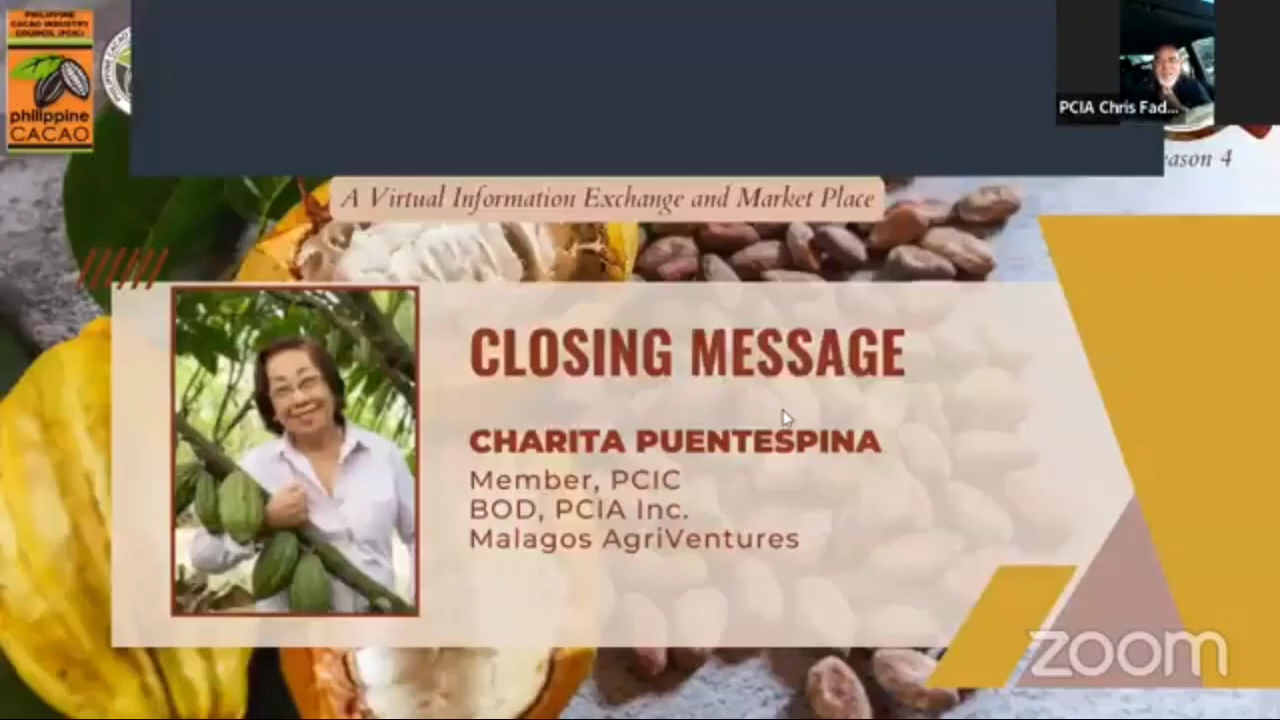 PHILIPPINE
CACAO INDUSTRY
COUNCIL (PCIC)
philippine
CACAO
PCIA Chris Fad...
eason 4
A Virtual Information Exchange and Market Place
CLOSING MESSAGE
CHARITA PUENTESPINA
Member, PCIC
BOD, PCIA Inc.
Malagos AgriVentures
zoom